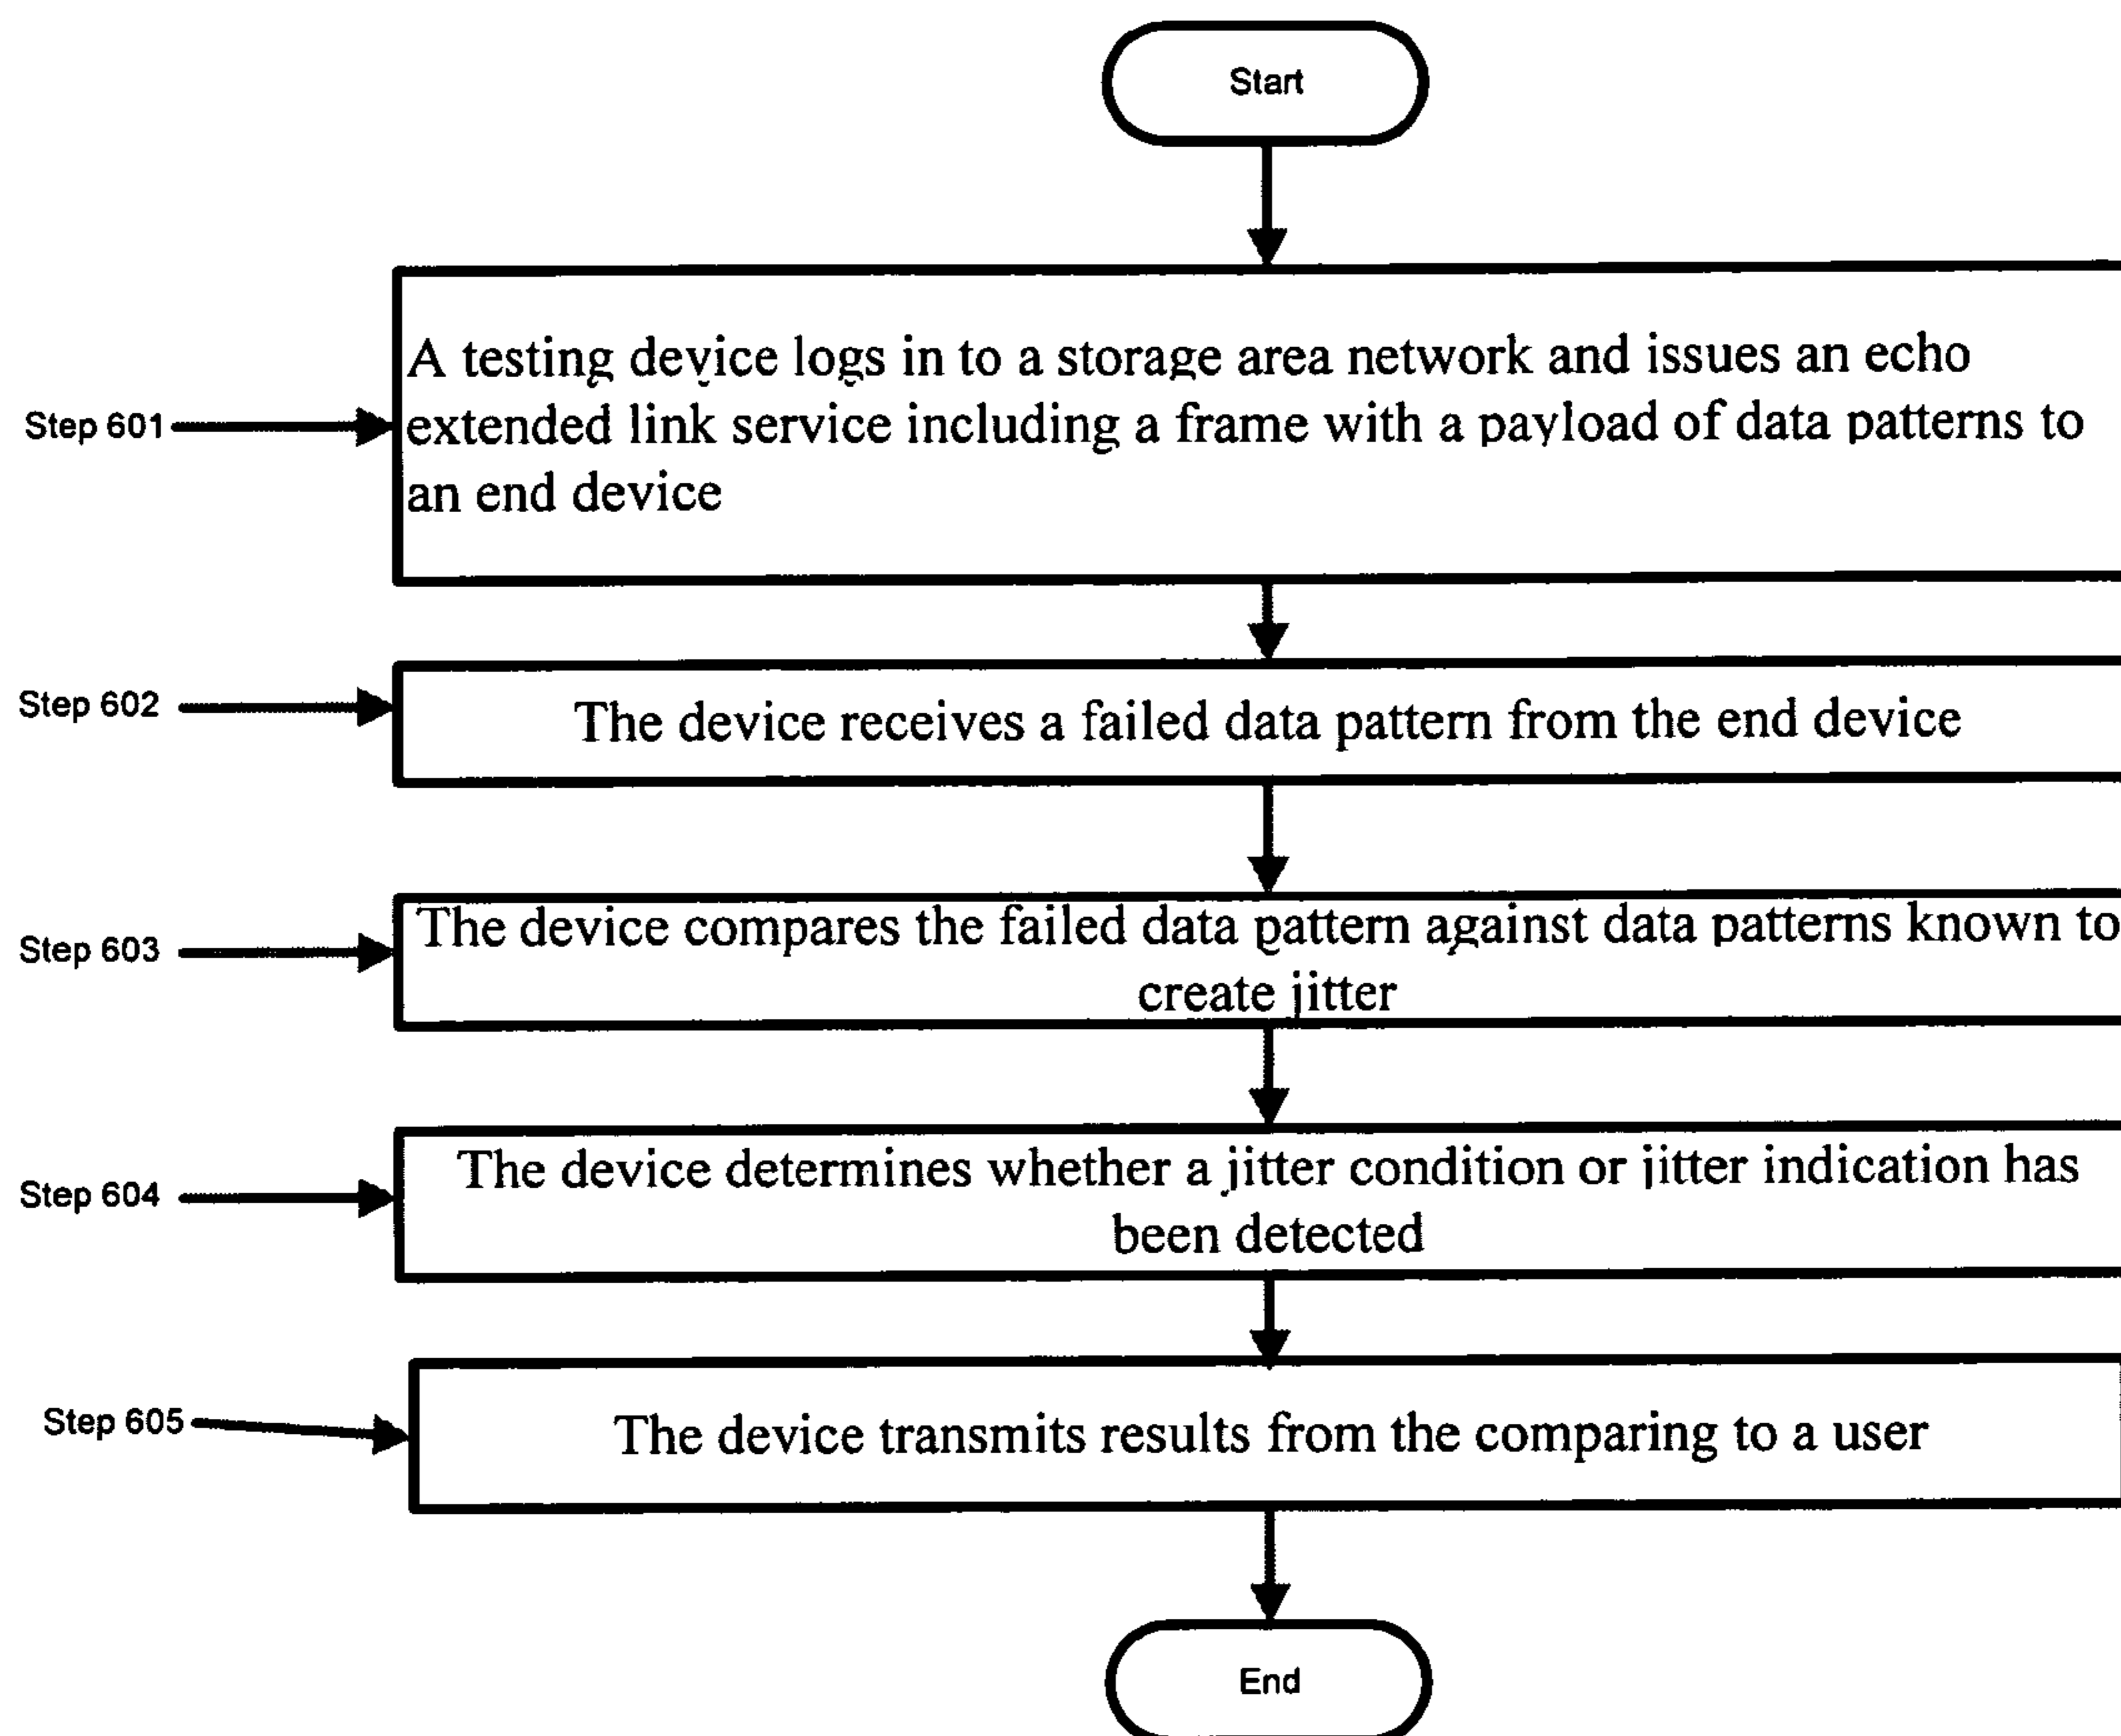 Start
Step 601
A testing device logs in to a storage area network and issues an echo
extended link service including a frame with a payload of data patterns to
an end device
Step 602
The device receives a failed data pattern from the end device
Step 603
The device compares the failed data pattern against data patterns known to
create jitter
Step 604
The device determines whether a jitter condition or jitter indication has
been detected
Step 605
The device transmits results from the comparing to a user
End